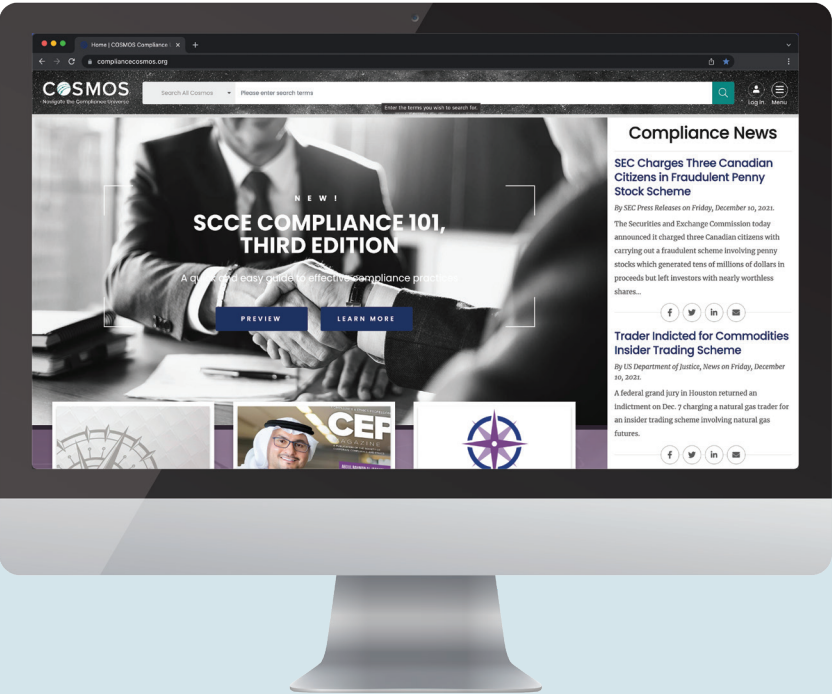 Home | COSMOS Compliance
compliancecosmos.org
COSMOS
Navigate the Compliance Universe
Search All Cosmos
Please enter search terms
Enter the terms you wish to search for.
Log In
Menu
NEW!
SCCE COMPLIANCE 101,
THIRD EDITION
A quick and easy guide to effective compliance practices
PREVIEW
LEARN MORE
CEP
MAGAZINE
Compliance News
SEC Charges Three Canadian
Citizens in Fraudulent Penny
Stock Scheme
By SEC Press Releases on Friday, December 10, 2021.
The Securities and Exchange Commission today
announced it charged three Canadian citizens with
carrying out a fraudulent scheme involving penny
stocks which generated tens of millions of dollars in
proceeds but left investors with nearly worthless
shares...
Trader Indicted for Commodities
Insider Trading Scheme
By US Department of Justice, News on Friday, December
10, 2021.
A federal grand jury in Houston returned an
indictment on Dec. 7 charging a natural gas trader for
an insider trading scheme involving natural gas
futures.